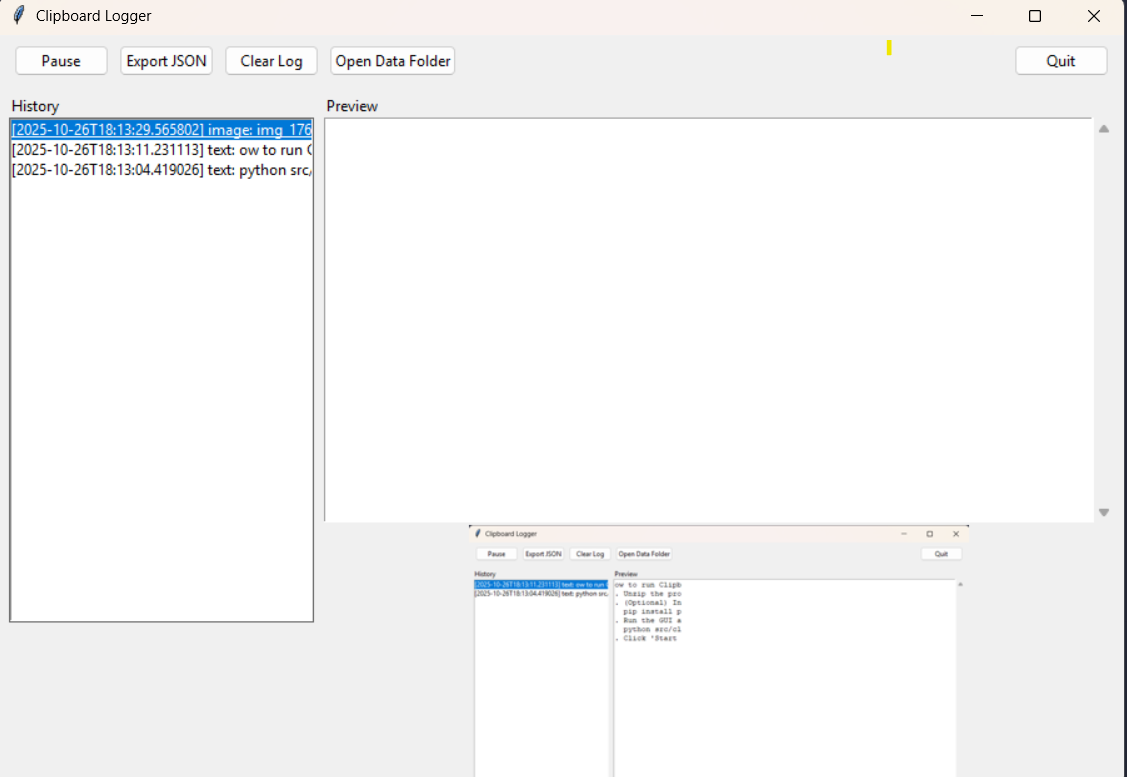 Clipboard Logger
Pause Export JSON Clear Log Open Data Folder Quit
History Preview
[2025-10-26T18:13:29.565802] image: img_176
[2025-10-26T18:13:11.231113] text: ow to run
[2025-10-26T18:13:04.419026] text: python src/
Clipboard Logger
Pause Export JSON Clear Log Open Data Folder Quit
History Preview
[2025-10-26T18:13:11.231113] text: ow to run
[2025-10-26T18:13:04.419026] text: python src/
ow to run Clipb
. Unzip the pro
. (Optional) In
pip install p
. Run the GUI a
python src/cl
. Click 'Start